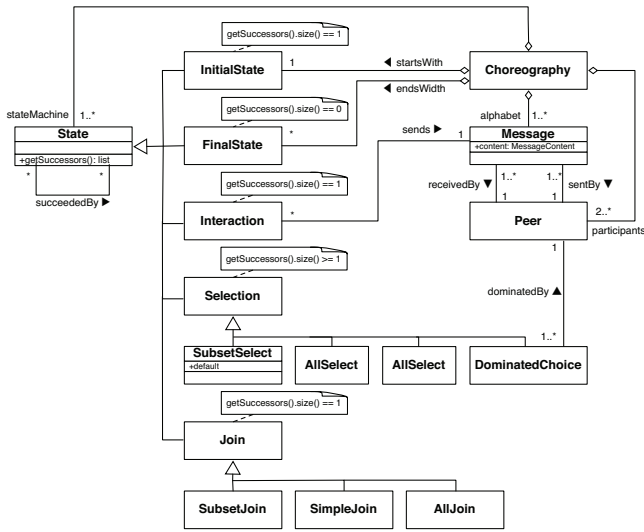 getSuccessors().size() == 1
InitialState
1
◀ startsWith
Choreography
◀ endsWidth
stateMachine
1..*
State
+getSuccessors(): list
*
*
succeededBy ▶
getSuccessors().size() == 0
FinalState
*
alphabet
1..*
sends ▶
1
Message
+content: MessageContent
getSuccessors().size() == 1
Interaction
*
receivedBy ▼
1..*
1..*
sentBy ▼
1
1
Peer
2..*
participants
1
getSuccessors().size() >= 1
Selection
dominatedBy ▲
1..*
SubsetSelect
+default
AllSelect
AllSelect
DominatedChoice
getSuccessors().size() == 1
Join
SubsetJoin
SimpleJoin
AllJoin